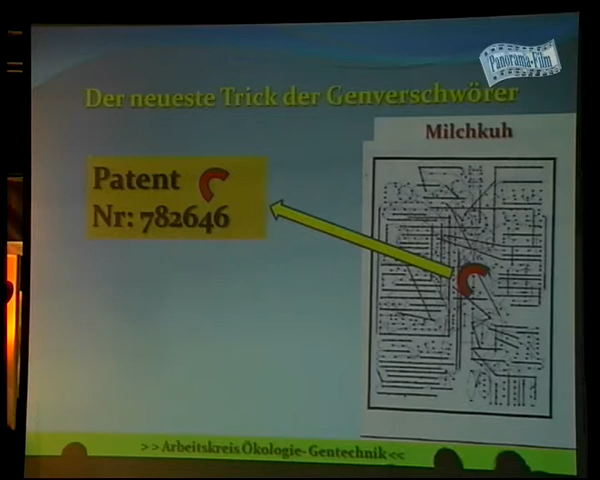 Panorama-Film
Der neueste Trick der Genverschwörer
Milchkuh
Patent
Nr: 782646
>> Arbeitskreis Ökologie- Gentechnik <<